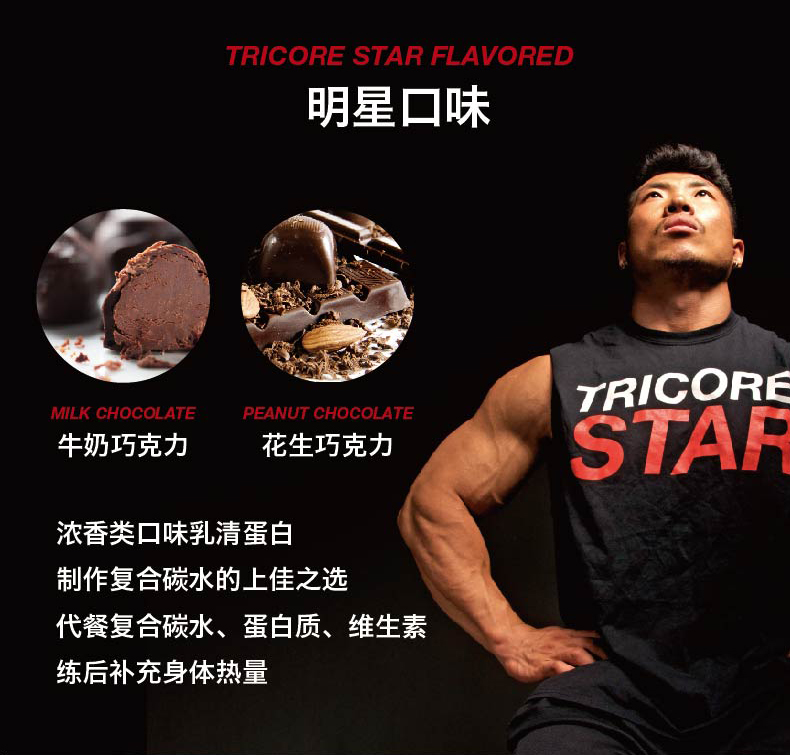 TRICORE STAR FLAVORED
明星口味
MILK CHOCOLATE
牛奶巧克力
PEANUT CHOCOLATE
花生巧克力
TRICORE
STAR
浓香类口味乳清蛋白
制作复合碳水的上佳之选
代餐复合碳水、蛋白质、维生素
练后补充身体热量